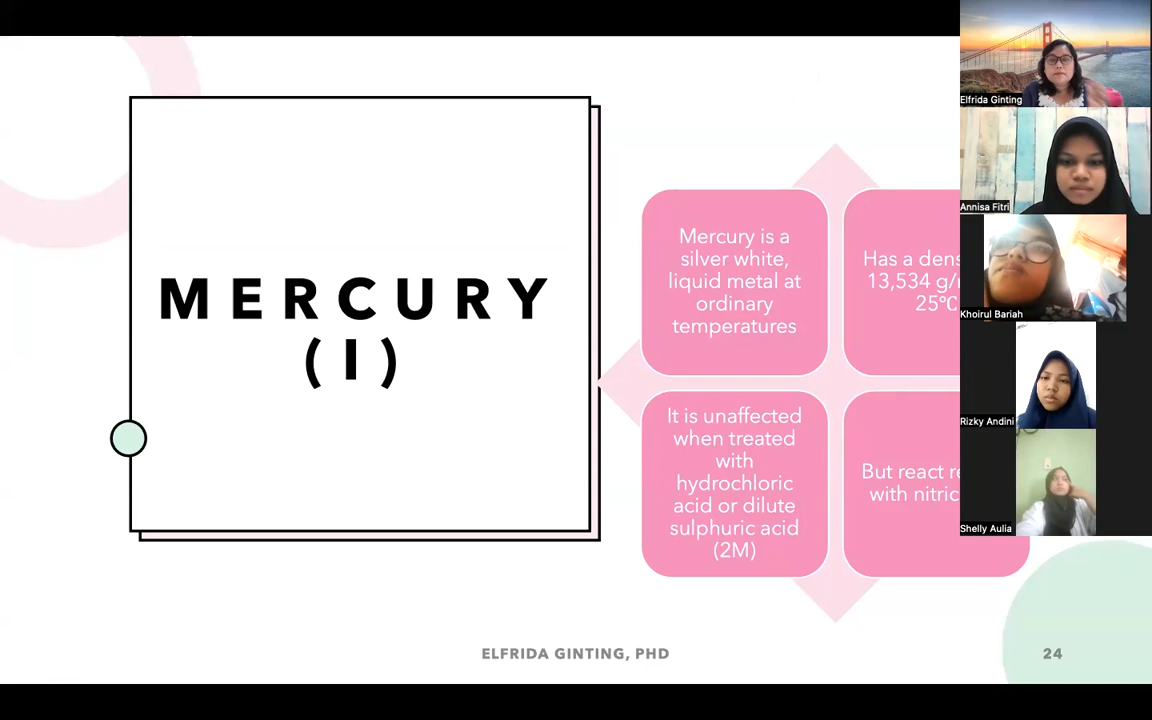 MERCURY
(I)
Mercury is a
silver white,
liquid metal at
ordinary
temperatures
Has a
13,534
25°C
It is unaffected
when treated
with
hydrochloric
acid or dilute
sulphuric acid
(2M)
But react
with nitric
ELFRIDA GINTING, PHD
24
Elfrida Ginting
Annisa Fitri
Khoirul Bariah
Rizky Andini
Shelly Aulia